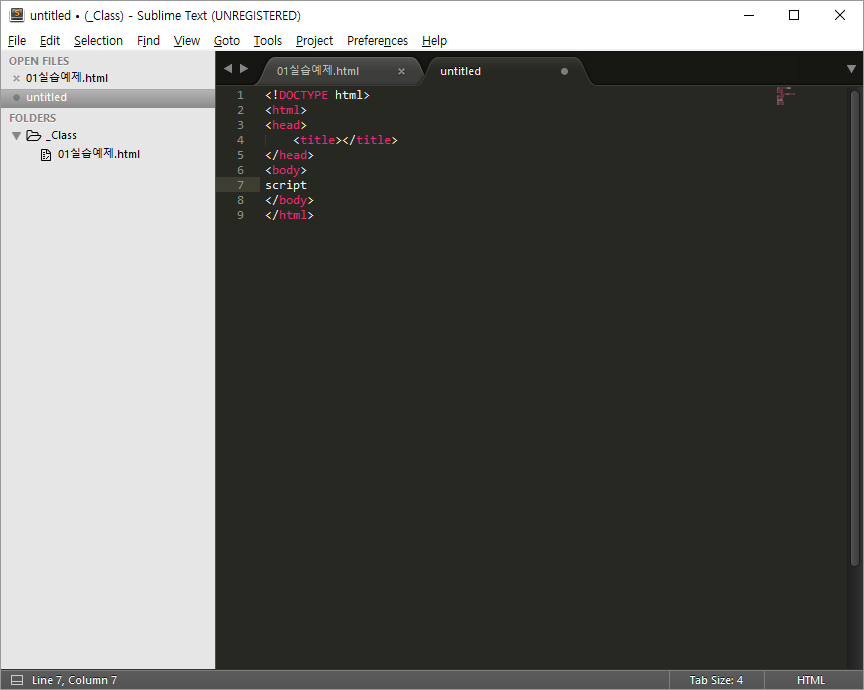 untitled • (_Class) - Sublime Text (UNREGISTERED)
File Edit Selection Find View Goto Tools Project Preferences Help
OPEN FILES
01실습예제.html
untitled
FOLDERS
_Class
01실습예제.html
01실습예제.html
untitled
1 <!DOCTYPE html>
2 <html>
3 <head>
4 <title></title>
5 </head>
6 <body>
7 script
8 </body>
9 </html>
Line 7, Column 7
Tab Size: 4
HTML